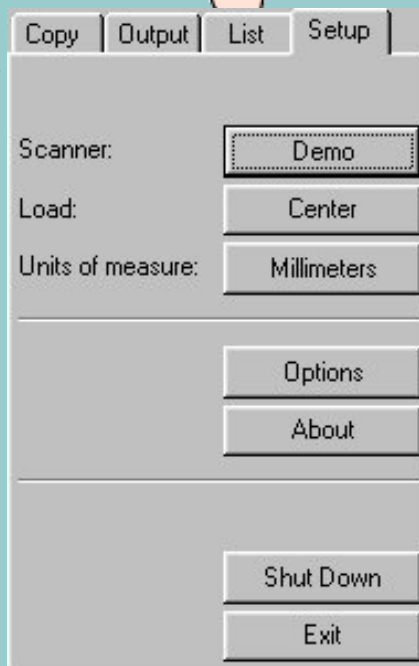 Copy Output List Setup
Scanner: Demo
Load: Center
Units of measure: Millimeters
Options
About
Shut Down
Exit